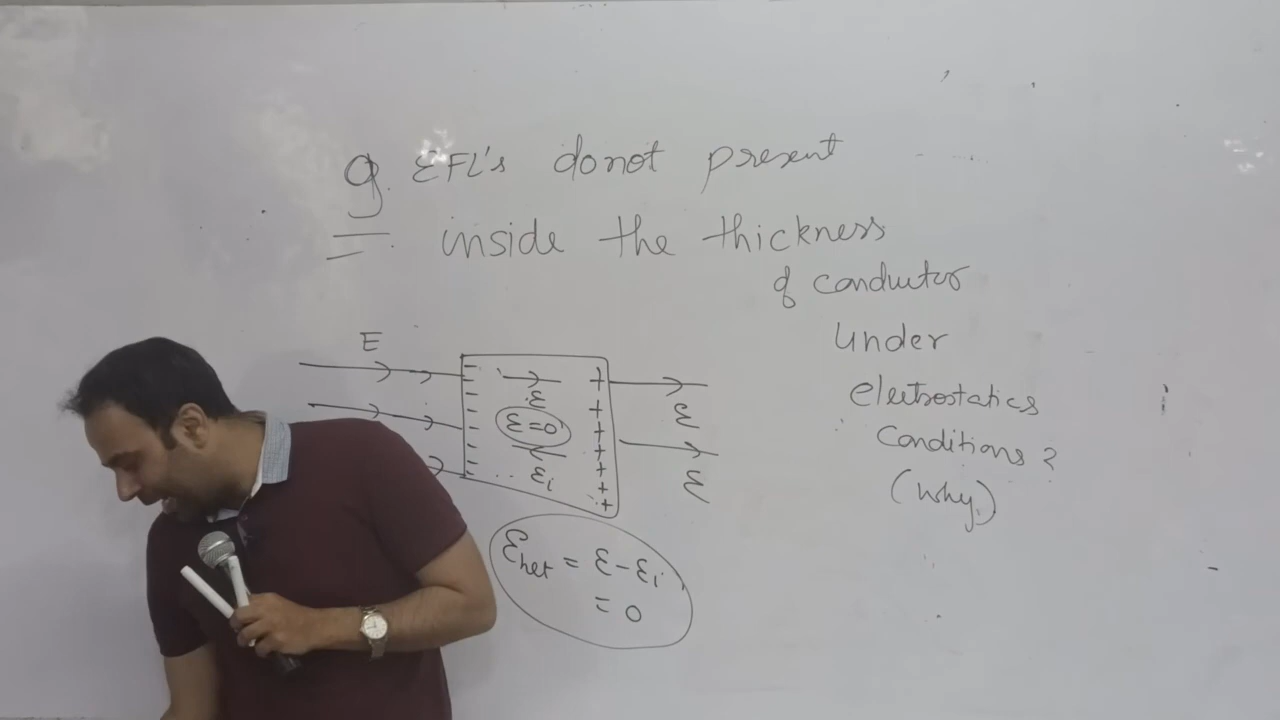 Q. EFL's do not present
inside the thickness
of conductor
Under
electrostatics
Conditions ?
(Why)
E
- + E
- + E=0 E
- + Ei E
Enet = E - Ei
= 0